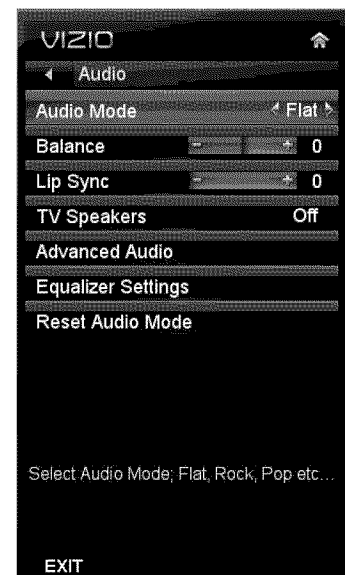 VIZIO
Audio
Audio Mode Flat
Balance - + 0
Lip Sync - + 0
TV Speakers Off
Advanced Audio
Equalizer Settings
Reset Audio Mode
Select Audio Mode; Flat, Rock, Pop etc...
EXIT